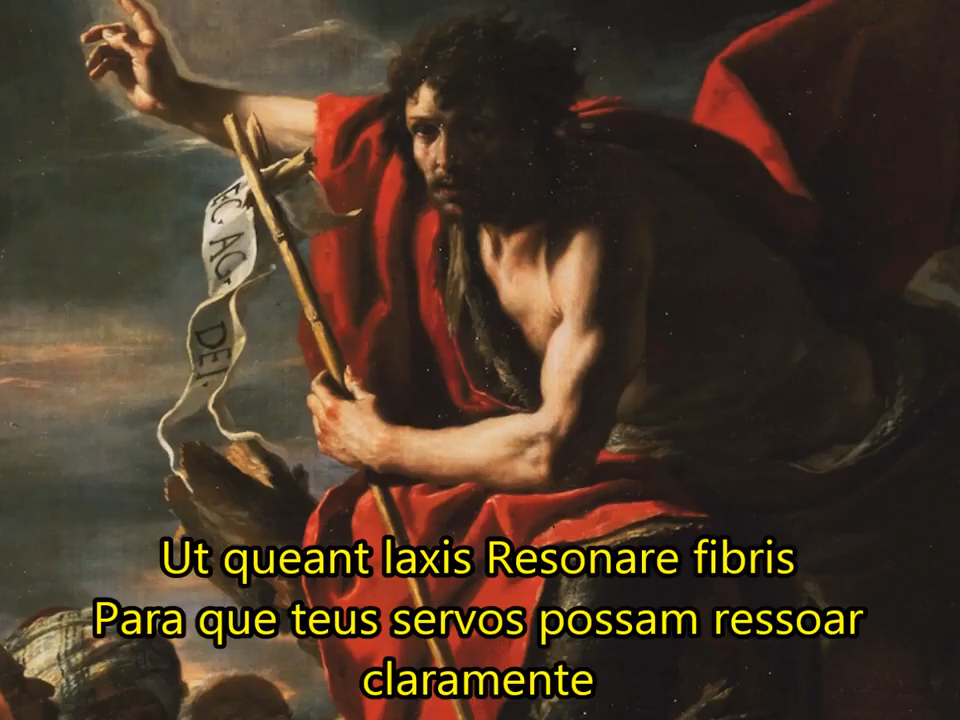 EC. AG.
DEI.
Ut queant laxis Resonare fibris
Para que teus servos possam ressoar
claramente